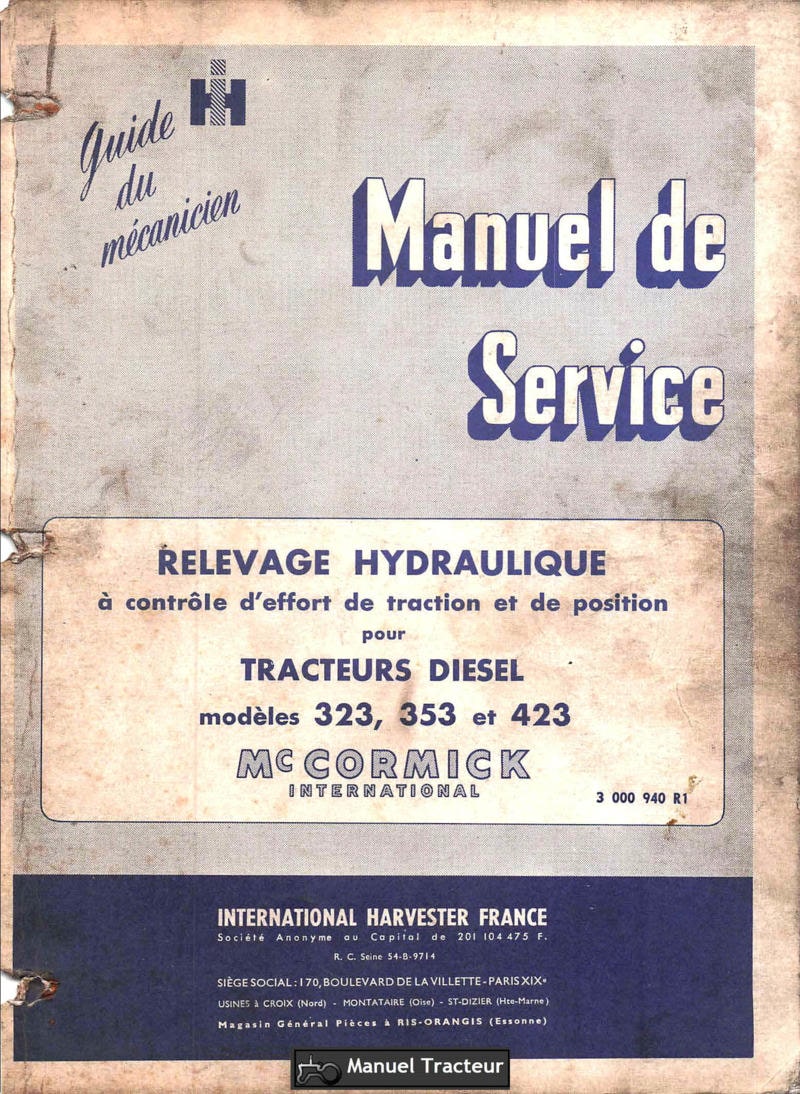 Guide
du
mécanicien
IH
Manuel de
Service
RELEVAGE HYDRAULIQUE
à contrôle d'effort de traction et de position
pour
TRACTEURS DIESEL
modèles 323, 353 et 423
MC CORMICK
INTERNATIONAL
3 000 940 R1
INTERNATIONAL HARVESTER FRANCE
Société Anonyme au Capital de 201 104 475 F.
R. C. Seine 54-B-9714
SIÈGE SOCIAL : 170, BOULEVARD DE LA VILLETTE - PARIS XIXe
USINES à CROIX (Nord) - MONTATAIRE (Oise) - ST-DIZIER (Hte-Marne)
Magasin Général Pièces à RIS-ORANGIS (Essonne)
Manuel Tracteur